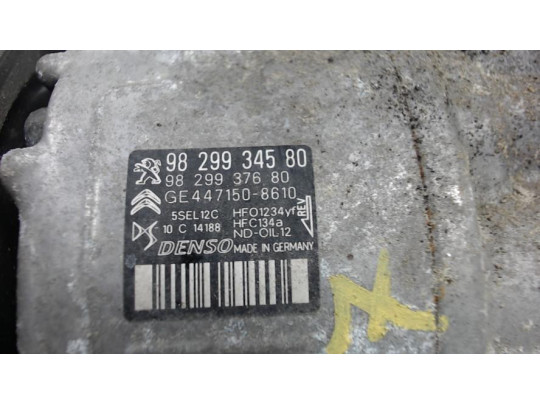 98 299 345 80
98 299 376 80
GE447150-8610
5SEL12C HFO1234yf
10 C 14188 HFC134a
ND-OIL12
REV
DENSO MADE IN GERMANY